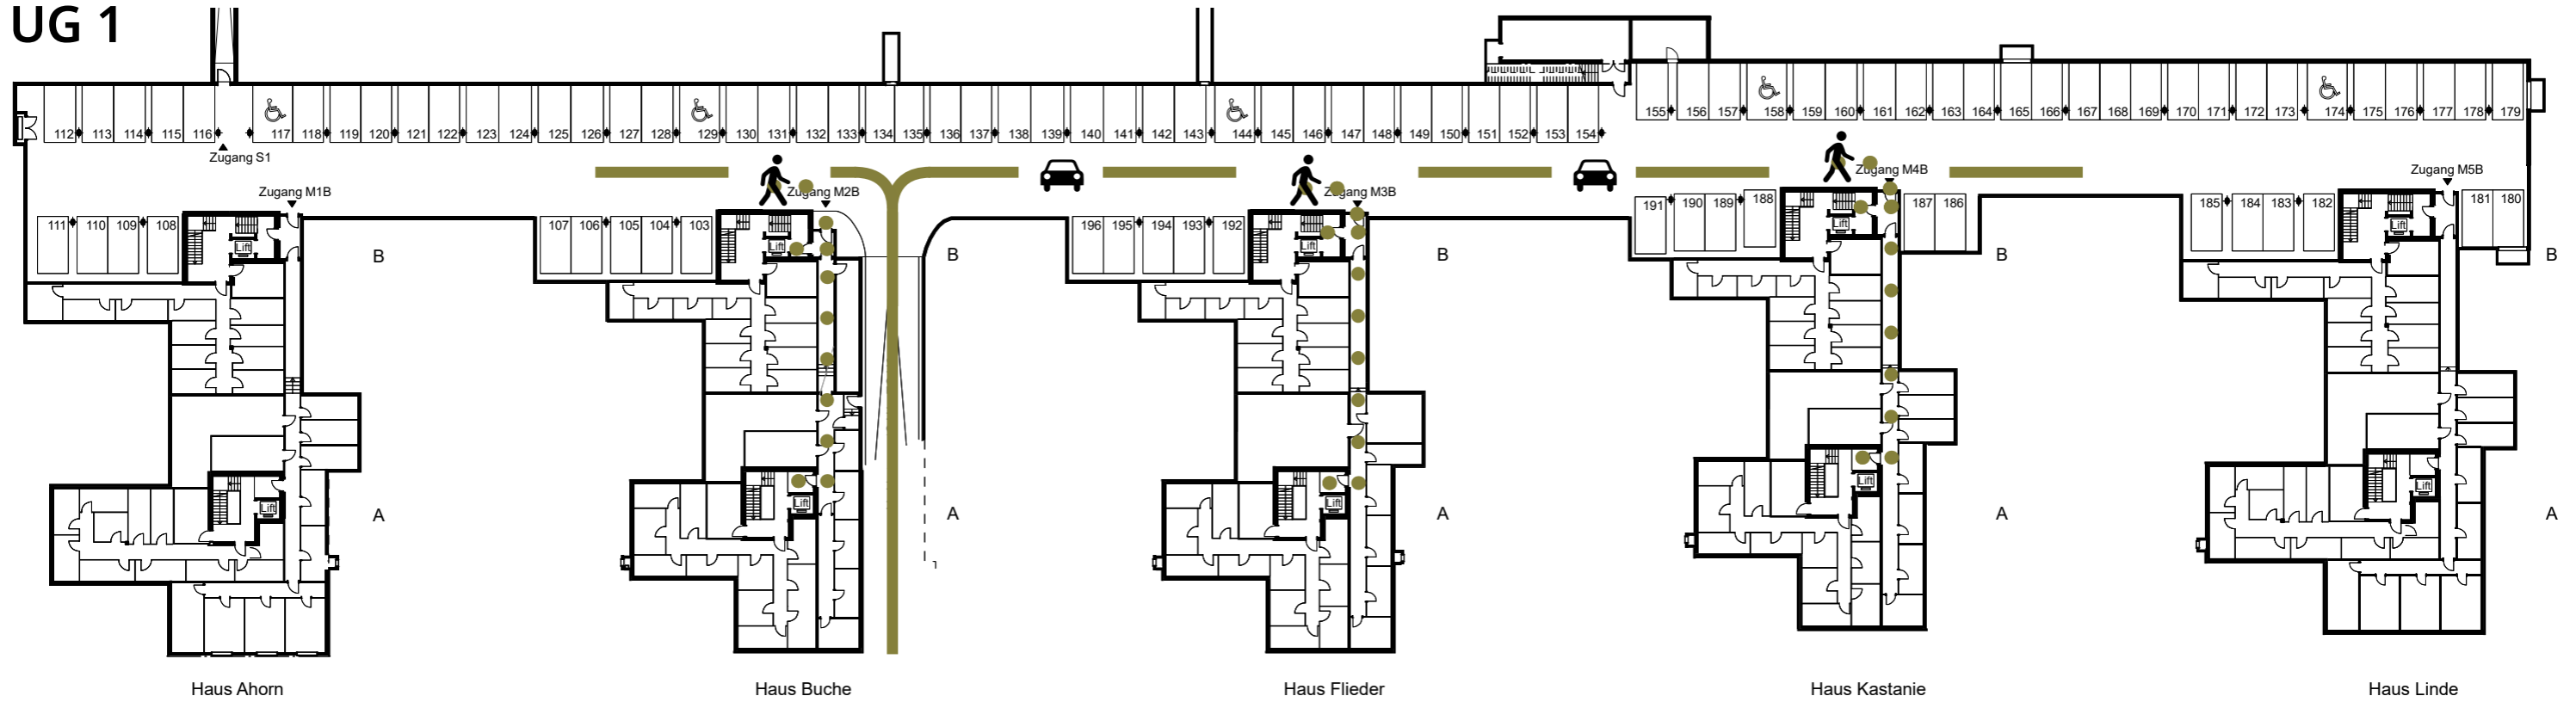 UG 1
155 156 157 158 159 160 161 162 163 164 165 166 167 168 169 170 171 172 173 174 175 176 177 178 179
112 113 114 115 116 117 118 119 120 121 122 123 124 125 126 127 128 129 130 131 132 133 134 135 136 137 138 139 140 141 142 143 144 145 146 147 148 149 150 151 152 153 154
Zugang S1
Zugang M1B
Zugang M2B
Zugang M3B
Zugang M4B
Zugang M5B
111 110 109 108
107 106 105 104 103
196 195 194 193 192
191 190 189 188
187 186
185 184 183 182
181 180
Lift
Lift
Lift
Lift
Lift
B
B
B
B
B
Lift
Lift
Lift
Lift
Lift
A
A
A
A
A
Haus Ahorn
Haus Buche
Haus Flieder
Haus Kastanie
Haus Linde